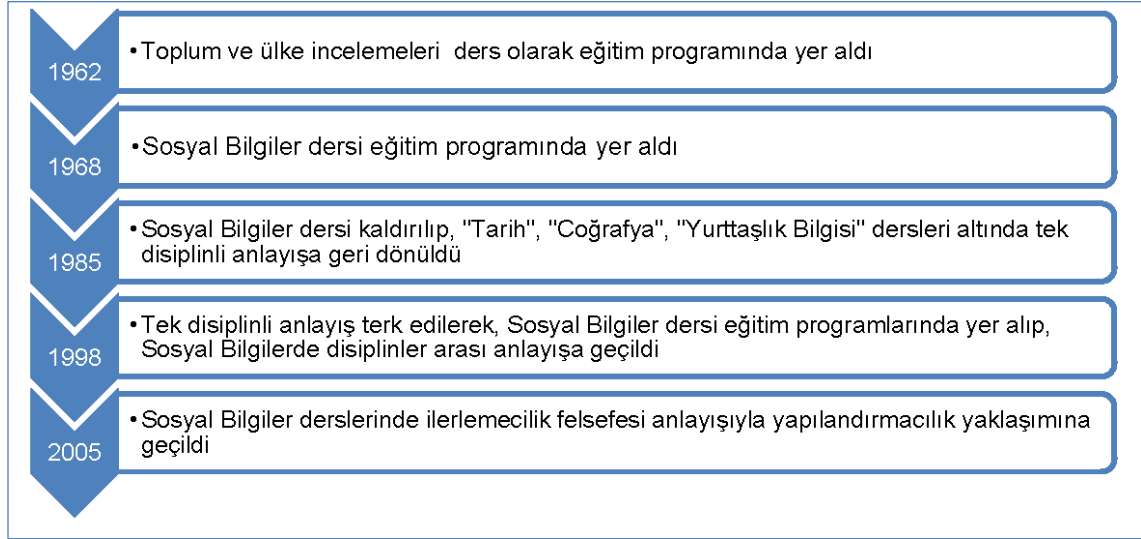 1962
•Toplum ve ülke incelemeleri ders olarak eğitim programında yer aldı
1968
•Sosyal Bilgiler dersi eğitim programında yer aldı
1985
•Sosyal Bilgiler dersi kaldırılıp, "Tarih", "Coğrafya", "Yurttaşlık Bilgisi" dersleri altında tek
disiplinli anlayışa geri dönüldü
1998
•Tek disiplinli anlayış terk edilerek, Sosyal Bilgiler dersi eğitim programlarında yer alıp,
Sosyal Bilgilerde disiplinler arası anlayışa geçildi
2005
•Sosyal Bilgiler derslerinde ilerlemecilik felsefesi anlayışıyla yapılandırmacılık yaklaşımına
geçildi